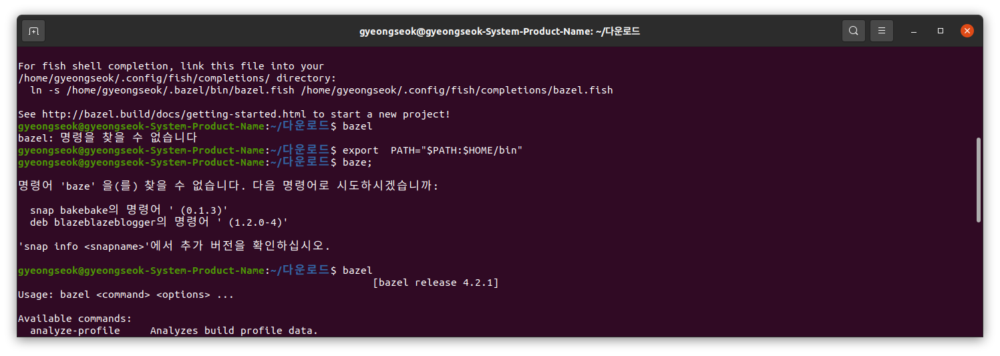 gyeongseok@gyeongseok-System-Product-Name: ~/다운로드
For fish shell completion, link this file into your
/home/gyeongseok/.config/fish/completions/ directory:
  ln -s /home/gyeongseok/.bazel/bin/bazel.fish /home/gyeongseok/.config/fish/completions/bazel.fish
See http://bazel.build/docs/getting-started.html to start a new project!
gyeongseok@gyeongseok-System-Product-Name:~/다운로드$ bazel
bazel: 명령을 찾을 수 없습니다
gyeongseok@gyeongseok-System-Product-Name:~/다운로드$ export  PATH="$PATH:$HOME/bin"
gyeongseok@gyeongseok-System-Product-Name:~/다운로드$ baze;
명령어 'baze' 을(를) 찾을 수 없습니다. 다음 명령어로 시도하시겠습니까:
  snap bakebake의 명령어 ' (0.1.3)'
  deb blazeblazeblogger의 명령어 ' (1.2.0-4)'
'snap info <snapname>'에서 추가 버전을 확인하십시오.
gyeongseok@gyeongseok-System-Product-Name:~/다운로드$ bazel
[bazel release 4.2.1]
Usage: bazel <command> <options> ...
Available commands:
  analyze-profile     Analyzes build profile data.